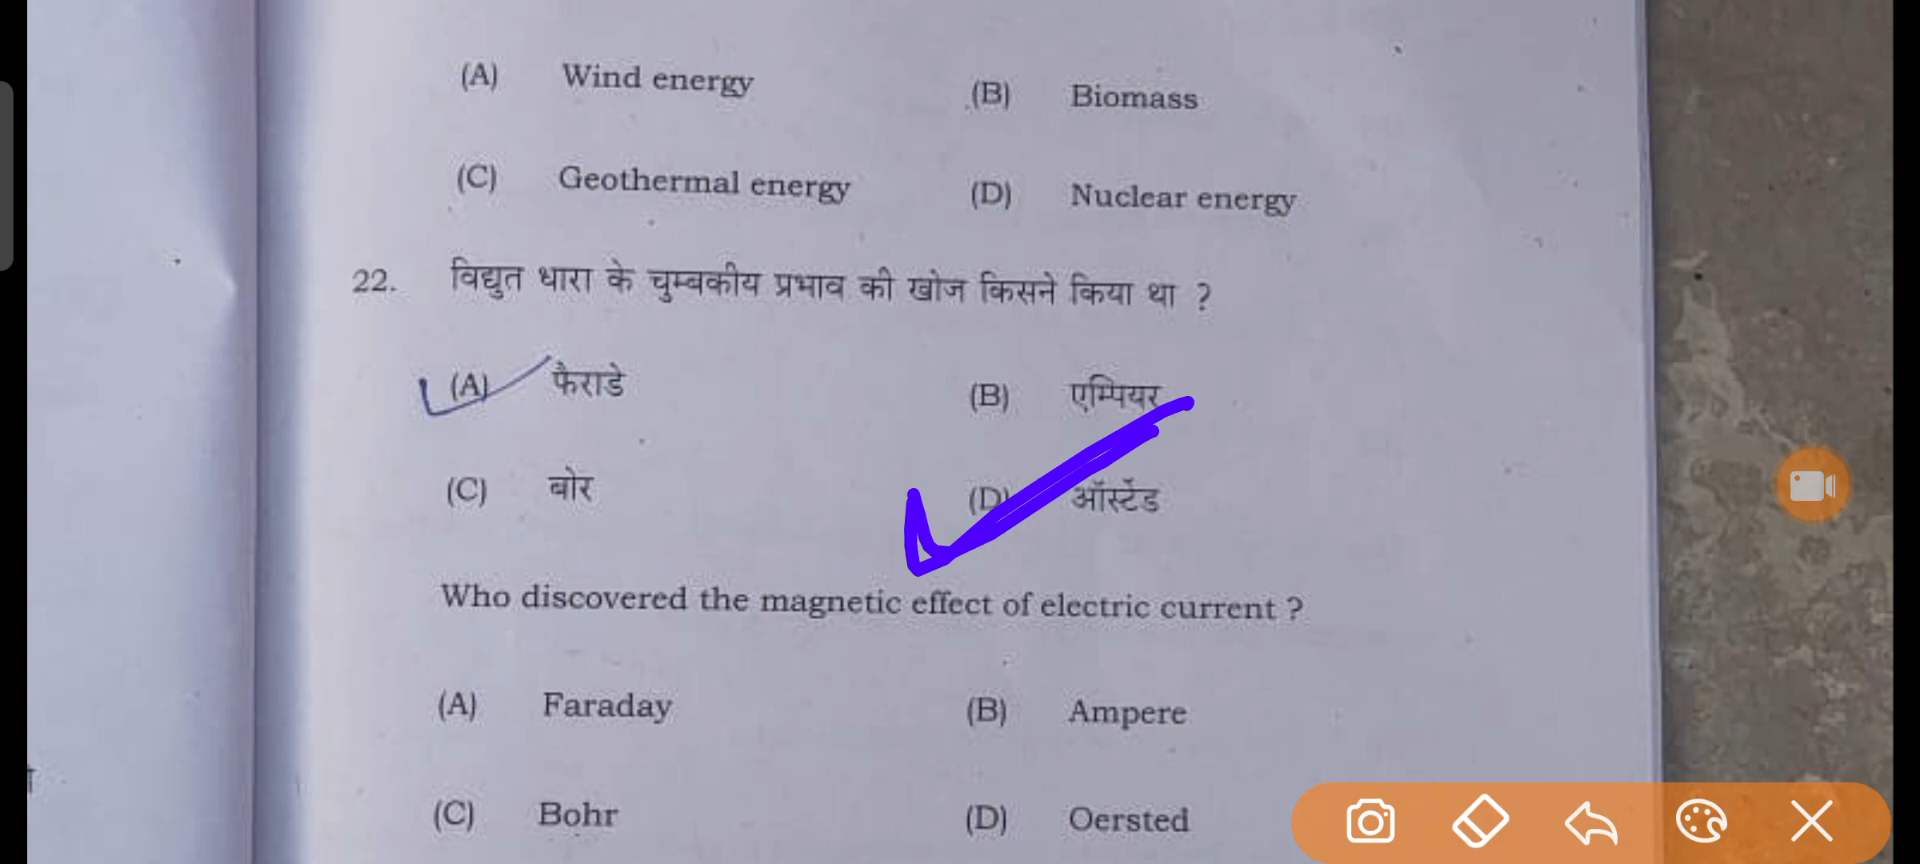 (A) Wind energy (B) Biomass
(C) Geothermal energy (D) Nuclear energy
22. विद्युत धारा के चुम्बकीय प्रभाव की खोज किसने किया था ?
(A) फैराडे (B) एम्पियर
(C) बोर (D) ऑर्स्टेड
Who discovered the magnetic effect of electric current ?
(A) Faraday (B) Ampere
(C) Bohr (D) Oersted